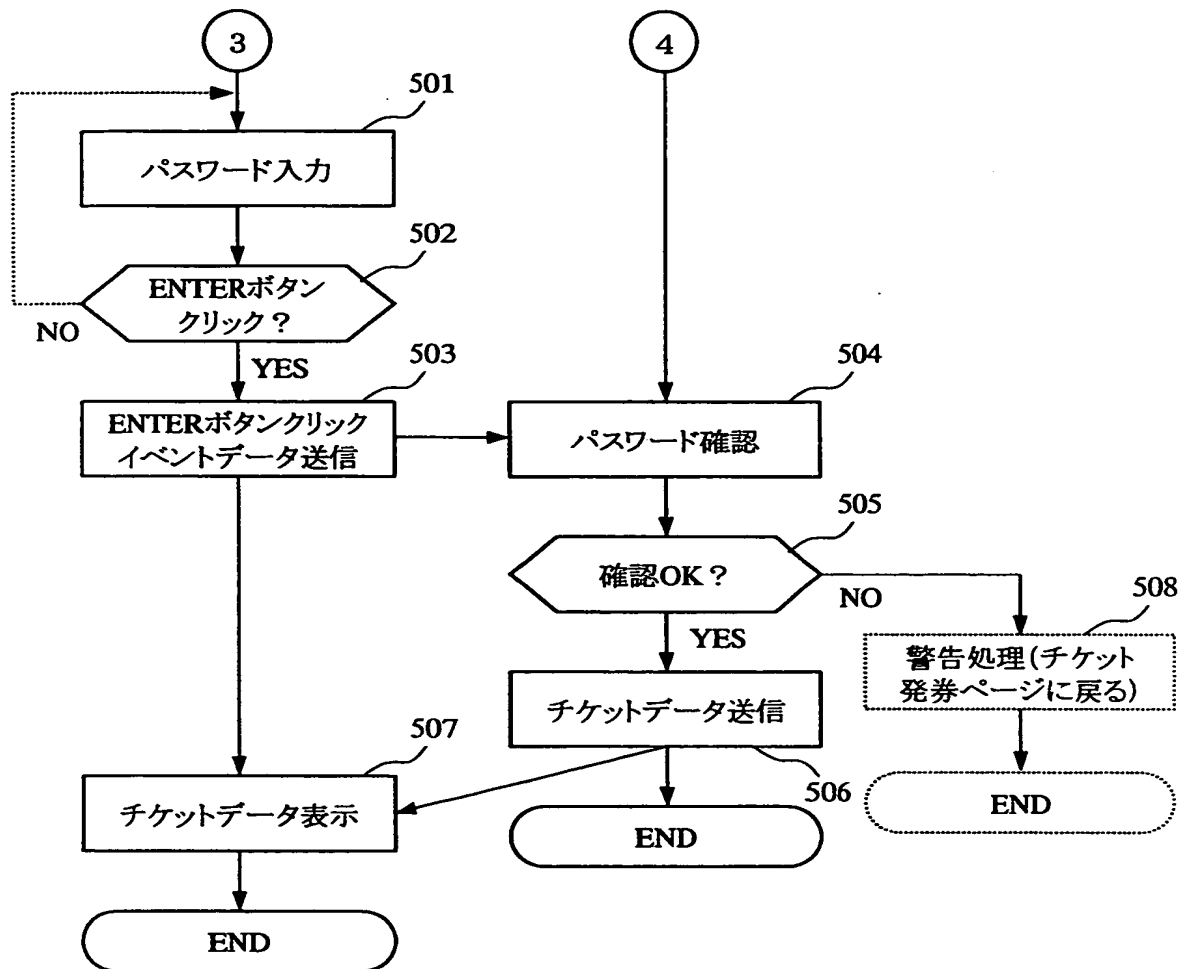 3
4
501
パスワード入力
502
ENTERボタン
クリック？
NO
YES
503
ENTERボタンクリック
イベントデータ送信
504
パスワード確認
505
確認OK？
NO
YES
508
警告処理(チケット
発券ページに戻る)
チケットデータ送信
506
507
チケットデータ表示
END
END
END